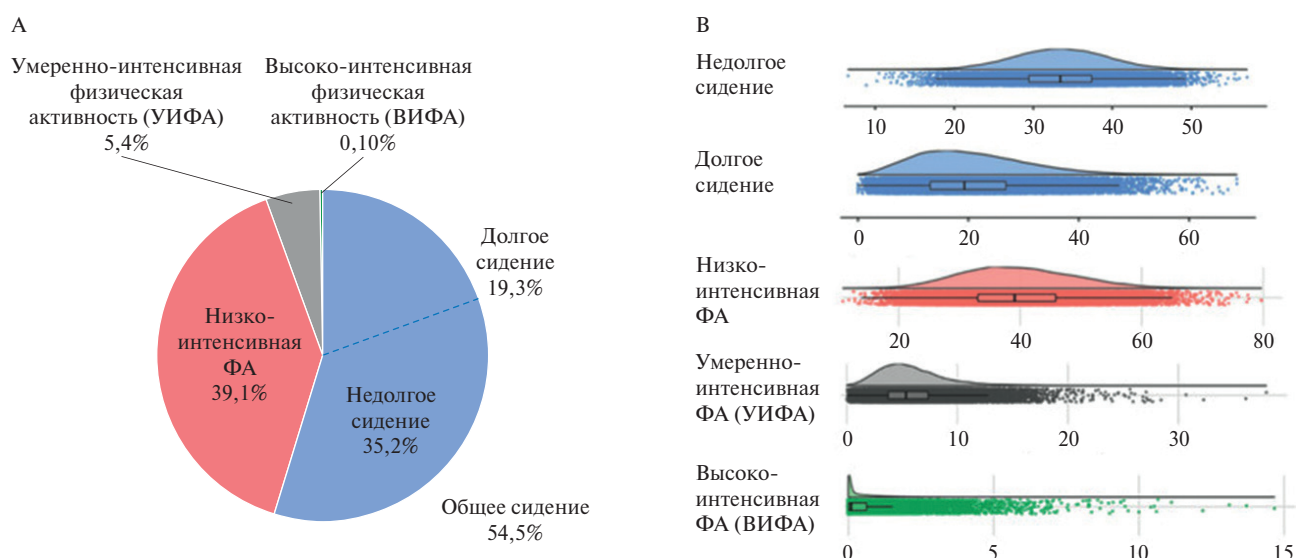 A
Умеренно-интенсивная
физическая
активность (УИФА)
5,4%
Высоко-интенсивная
физическая
активность (ВИФА)
0,10%
Долгое
сидение
19,3%
Низко-
интенсивная
ФА
39,1%
Недолгое
сидение
35,2%
Общее сидение
54,5%
B
Недолгое
сидение
10 20 30 40 50
Долгое
сидение
0 20 40 60
Низко-
интенсивная
ФА
20 40 60 80
Умеренно-
интенсивная
ФА (УИФА)
0 10 20 30
Высоко-
интенсивная
ФА (ВИФА)
0 5 10 15